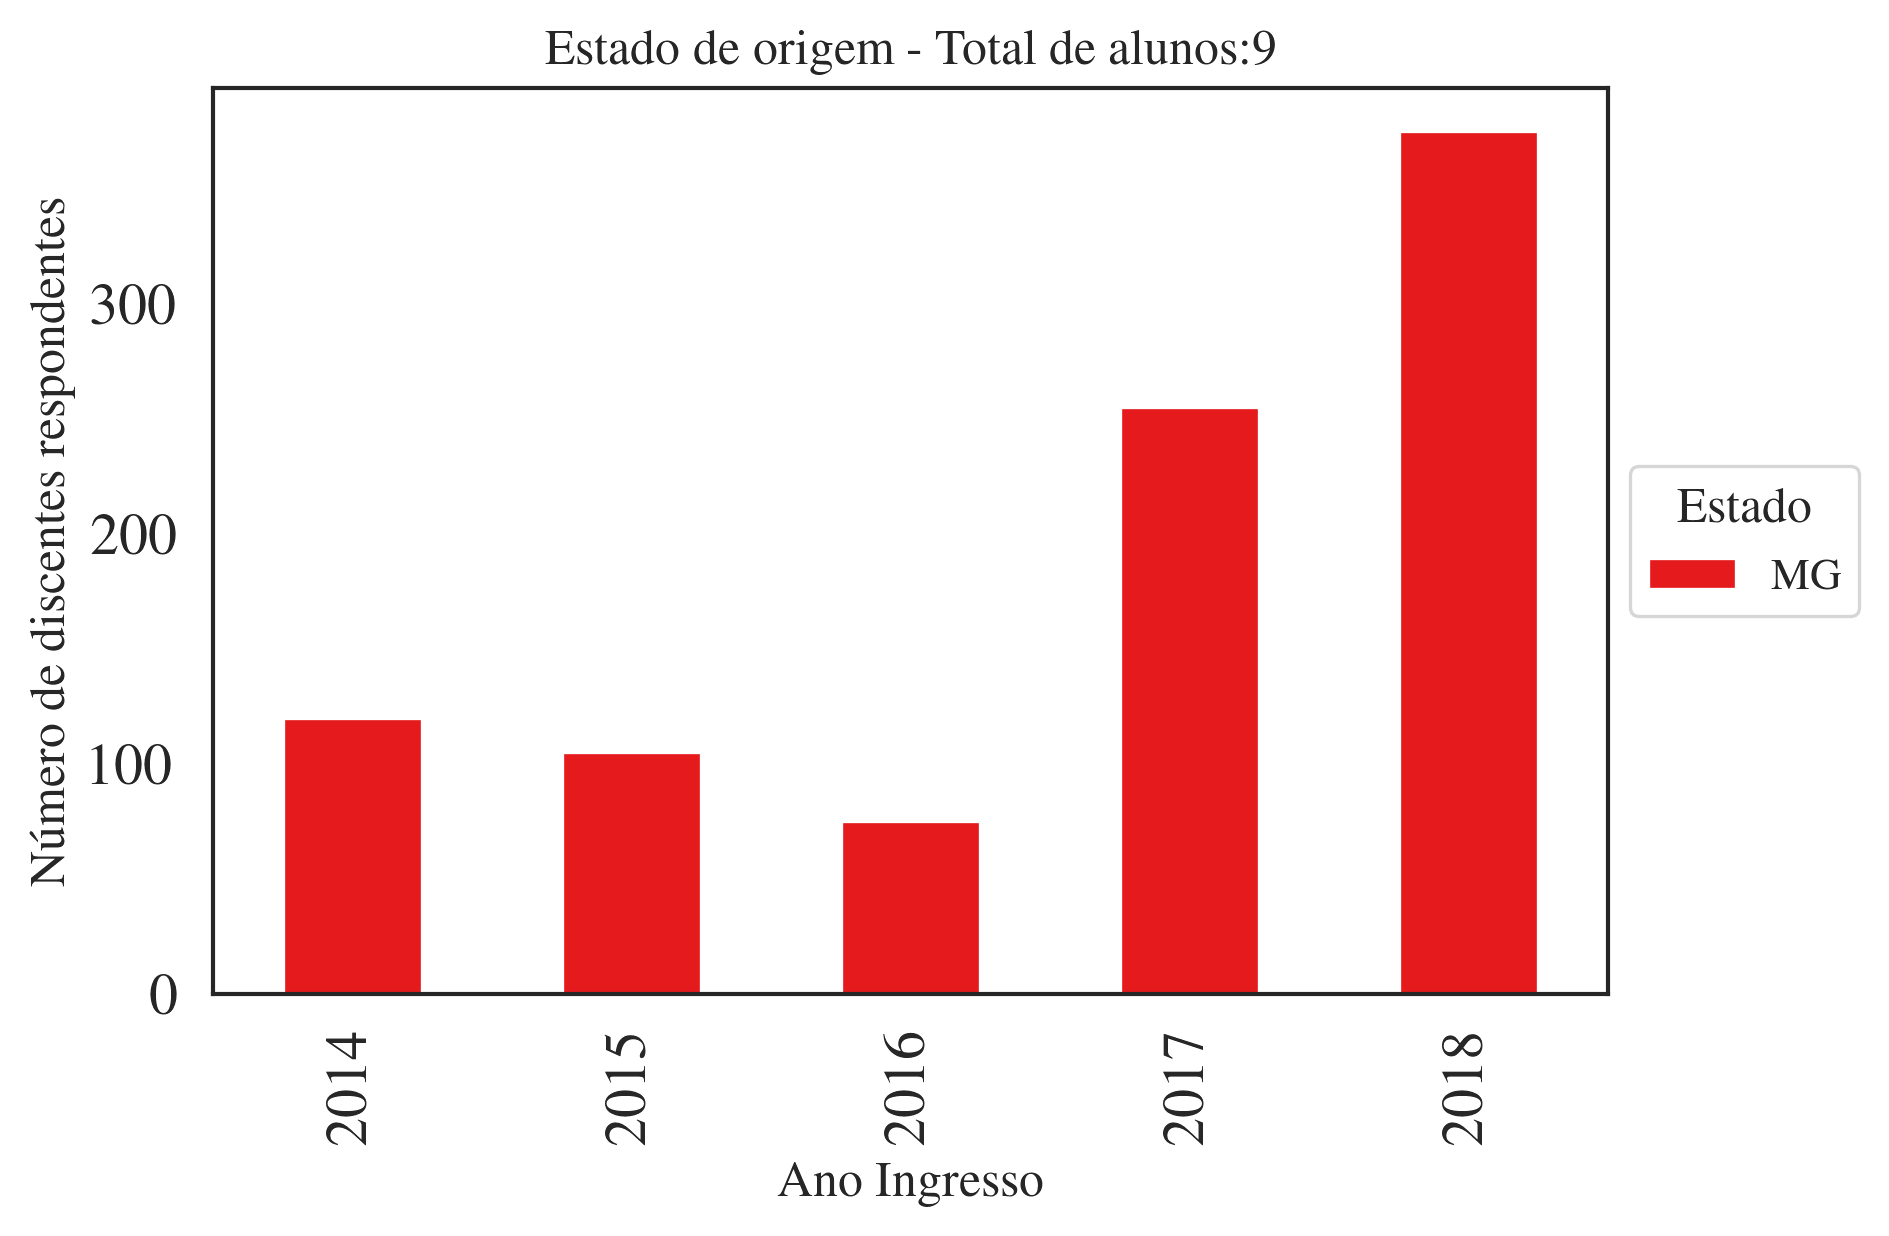 Estado de origem - Total de alunos:9
Número de discentes respondentes
300
200
100
0
2014
2015
2016
2017
2018
Ano Ingresso
Estado
MG